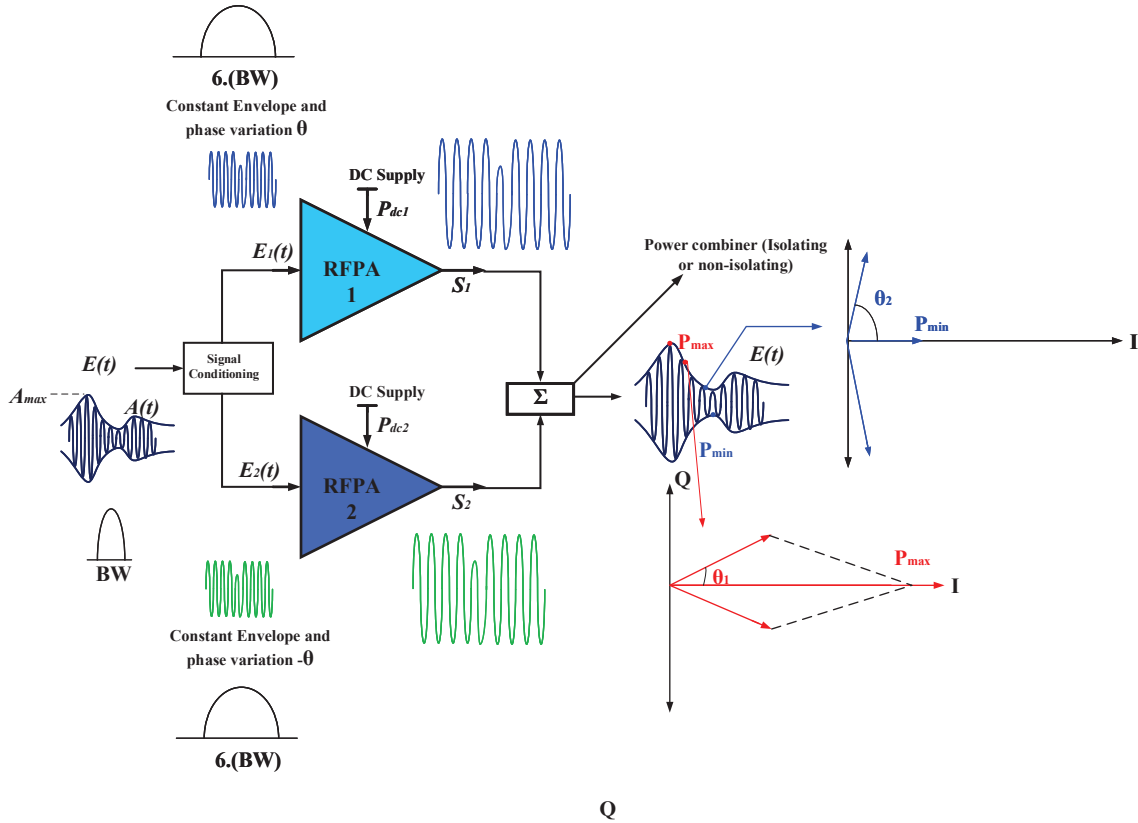 6.(BW)
Constant Envelope and
phase variation θ
DC Supply
Pdc1
E1(t)
RFPA
1
S1
Power combiner (Isolating
or non-isolating)
θ2
Pmin
I
Pmax
E(t)
E(t)
Signal
Conditioning
Amax
A(t)
DC Supply
Pdc2
Σ
Pmin
E2(t)
RFPA
2
S2
Q
BW
Pmax
θ1
I
Constant Envelope and
phase variation -θ
6.(BW)
Q